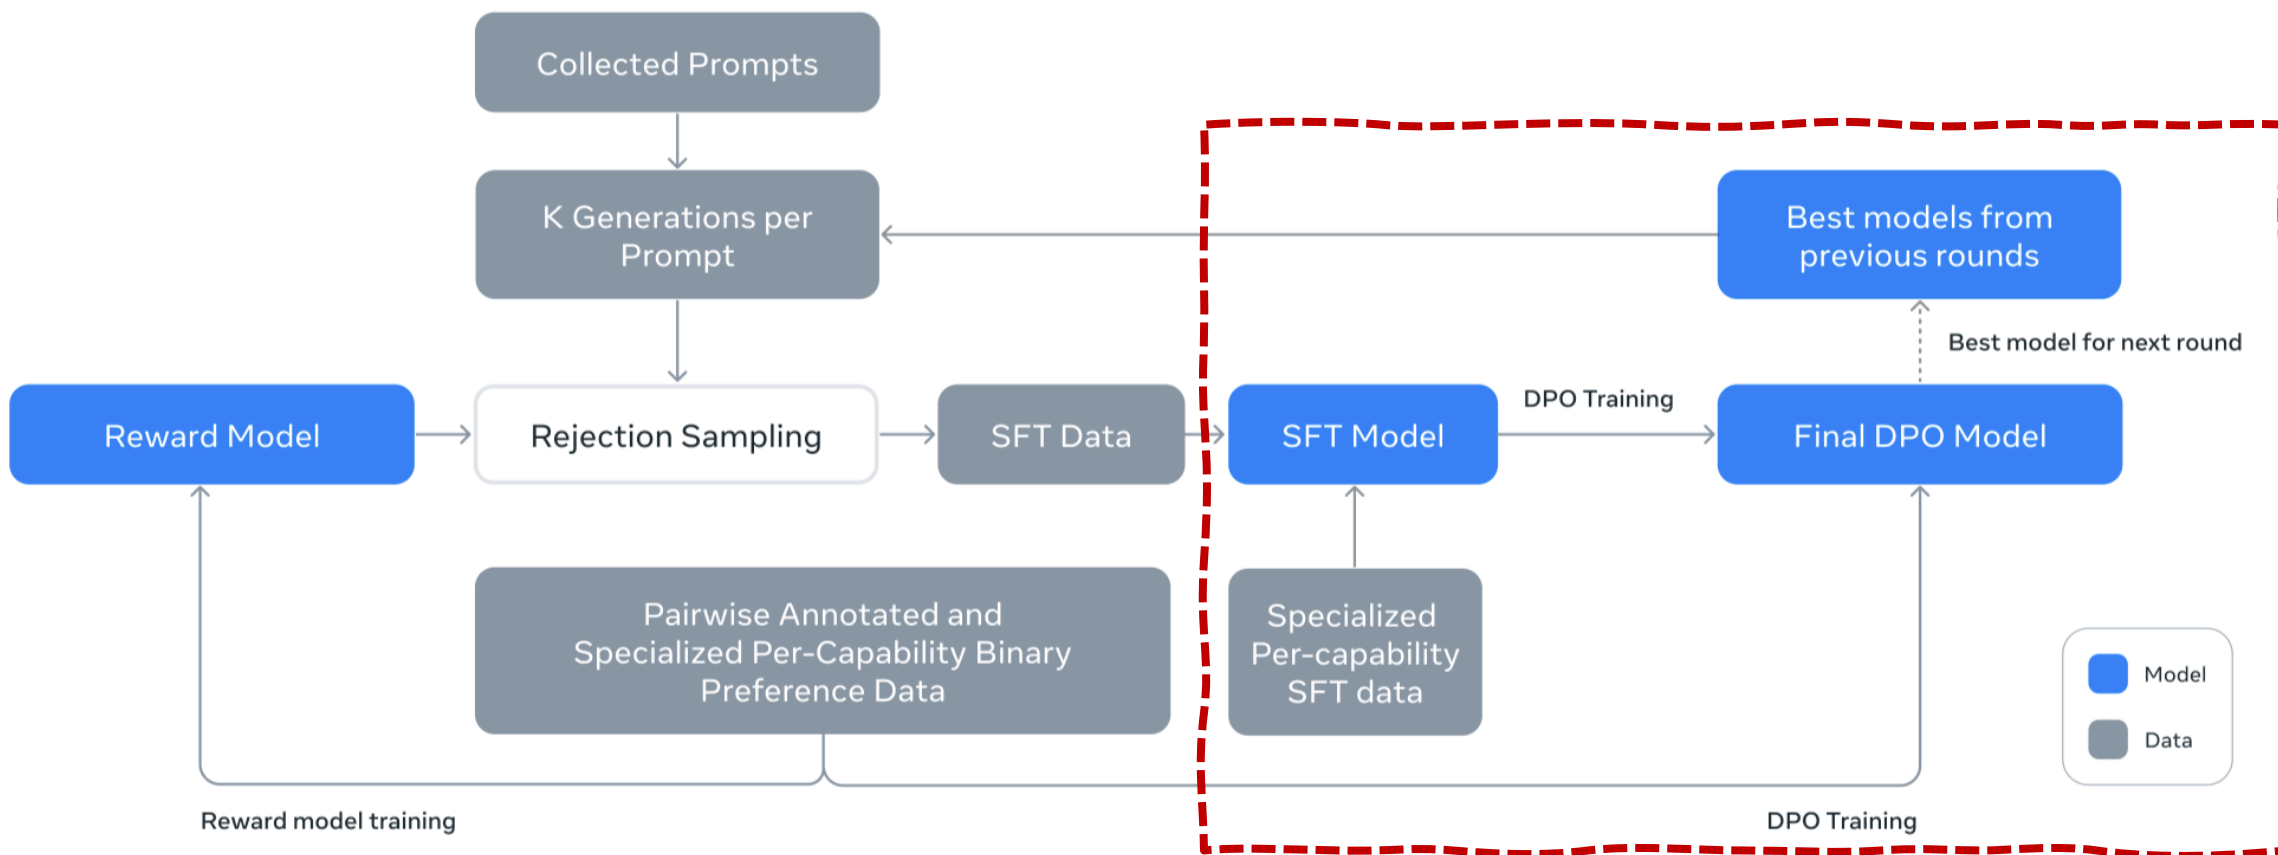 Collected Prompts
K Generations per
Prompt
Best models from
previous rounds
Best model for next round
Reward Model
Rejection Sampling
SFT Data
SFT Model
DPO Training
Final DPO Model
Pairwise Annotated and
Specialized Per-Capability Binary
Preference Data
Specialized
Per-capability
SFT data
Model
Data
Reward model training
DPO Training